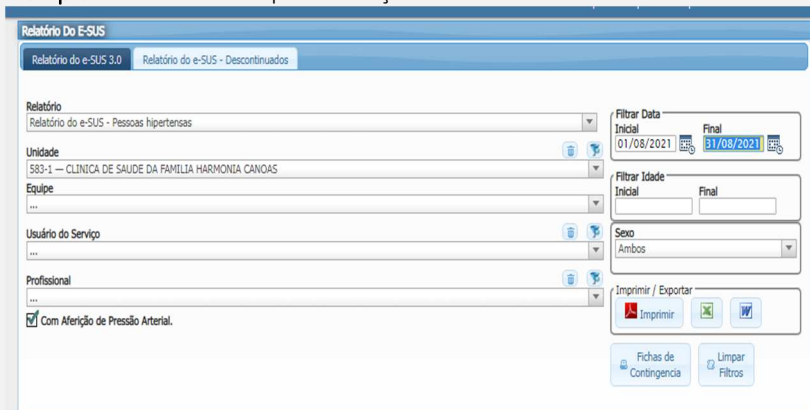 Relatório Do E-SUS
Relatório do e-SUS 3.0
Relatório do e-SUS - Descontinuados
Relatório
Relatório do e-SUS - Pessoas hipertensas
Unidade
583-1 — CLINICA DE SAUDE DA FAMILIA HARMONIA CANOAS
Equipe
...
Usuário do Serviço
...
Profissional
...
Com Aferição de Pressão Arterial.
Filtrar Data
Inicial Final
01/08/2021 31/08/2021
Filtrar Idade
Inicial Final
Sexo
Ambos
Imprimir / Exportar
Imprimir
Fichas de
Contingencia
Limpar
Filtros